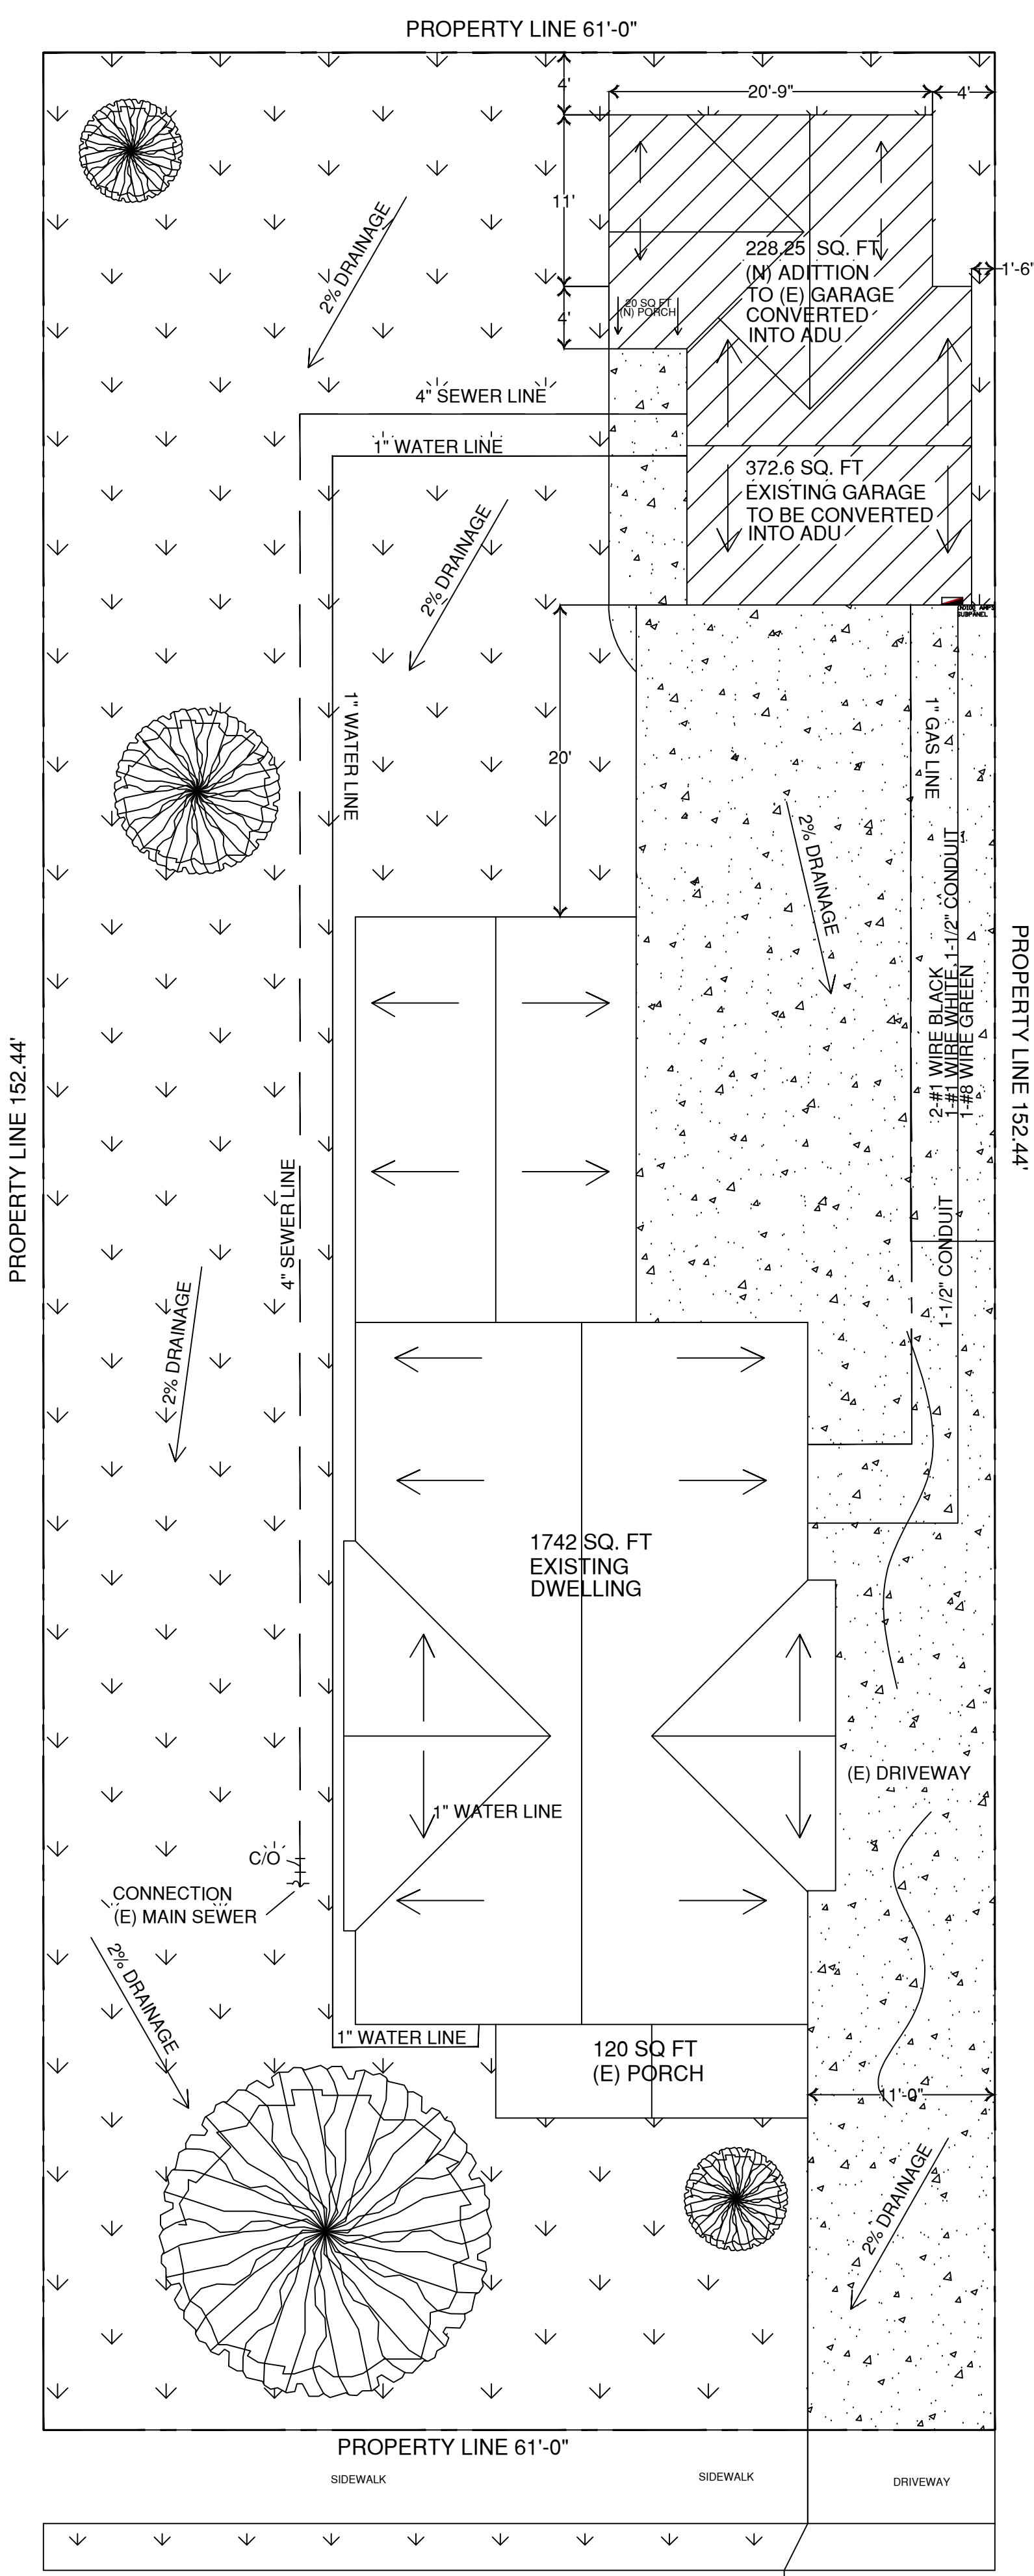 PROPERTY LINE 61'-0"
4'
20'-9"
4'
11'
2% DRAINAGE
228.25 SQ. FT
(N) ADITTION
TO (E) GARAGE
CONVERTED
INTO ADU
1'-6"
20 SQ FT
(N) PORCH
4'
4" SEWER LINE
1" WATER LINE
372.6 SQ. FT
EXISTING GARAGE
TO BE CONVERTED
INTO ADU
2% DRAINAGE
(N)100 AMPS
SUBPANEL
1" WATER LINE
20'
1" GAS LINE
2% DRAINAGE
2-#1 WIRE BLACK
1-#1 WIRE WHITE, 1-1/2" CONDUIT
1-#8 WIRE GREEN
PROPERTY LINE 152.44'
PROPERTY LINE 152.44'
4" SEWER LINE
1-1/2" CONDUIT
2% DRAINAGE
1742 SQ. FT
EXISTING
DWELLING
(E) DRIVEWAY
1" WATER LINE
C/O
CONNECTION
(E) MAIN SEWER
2% DRAINAGE
1" WATER LINE
120 SQ FT
(E) PORCH
11'-0"
2% DRAINAGE
PROPERTY LINE 61'-0"
SIDEWALK
SIDEWALK
DRIVEWAY